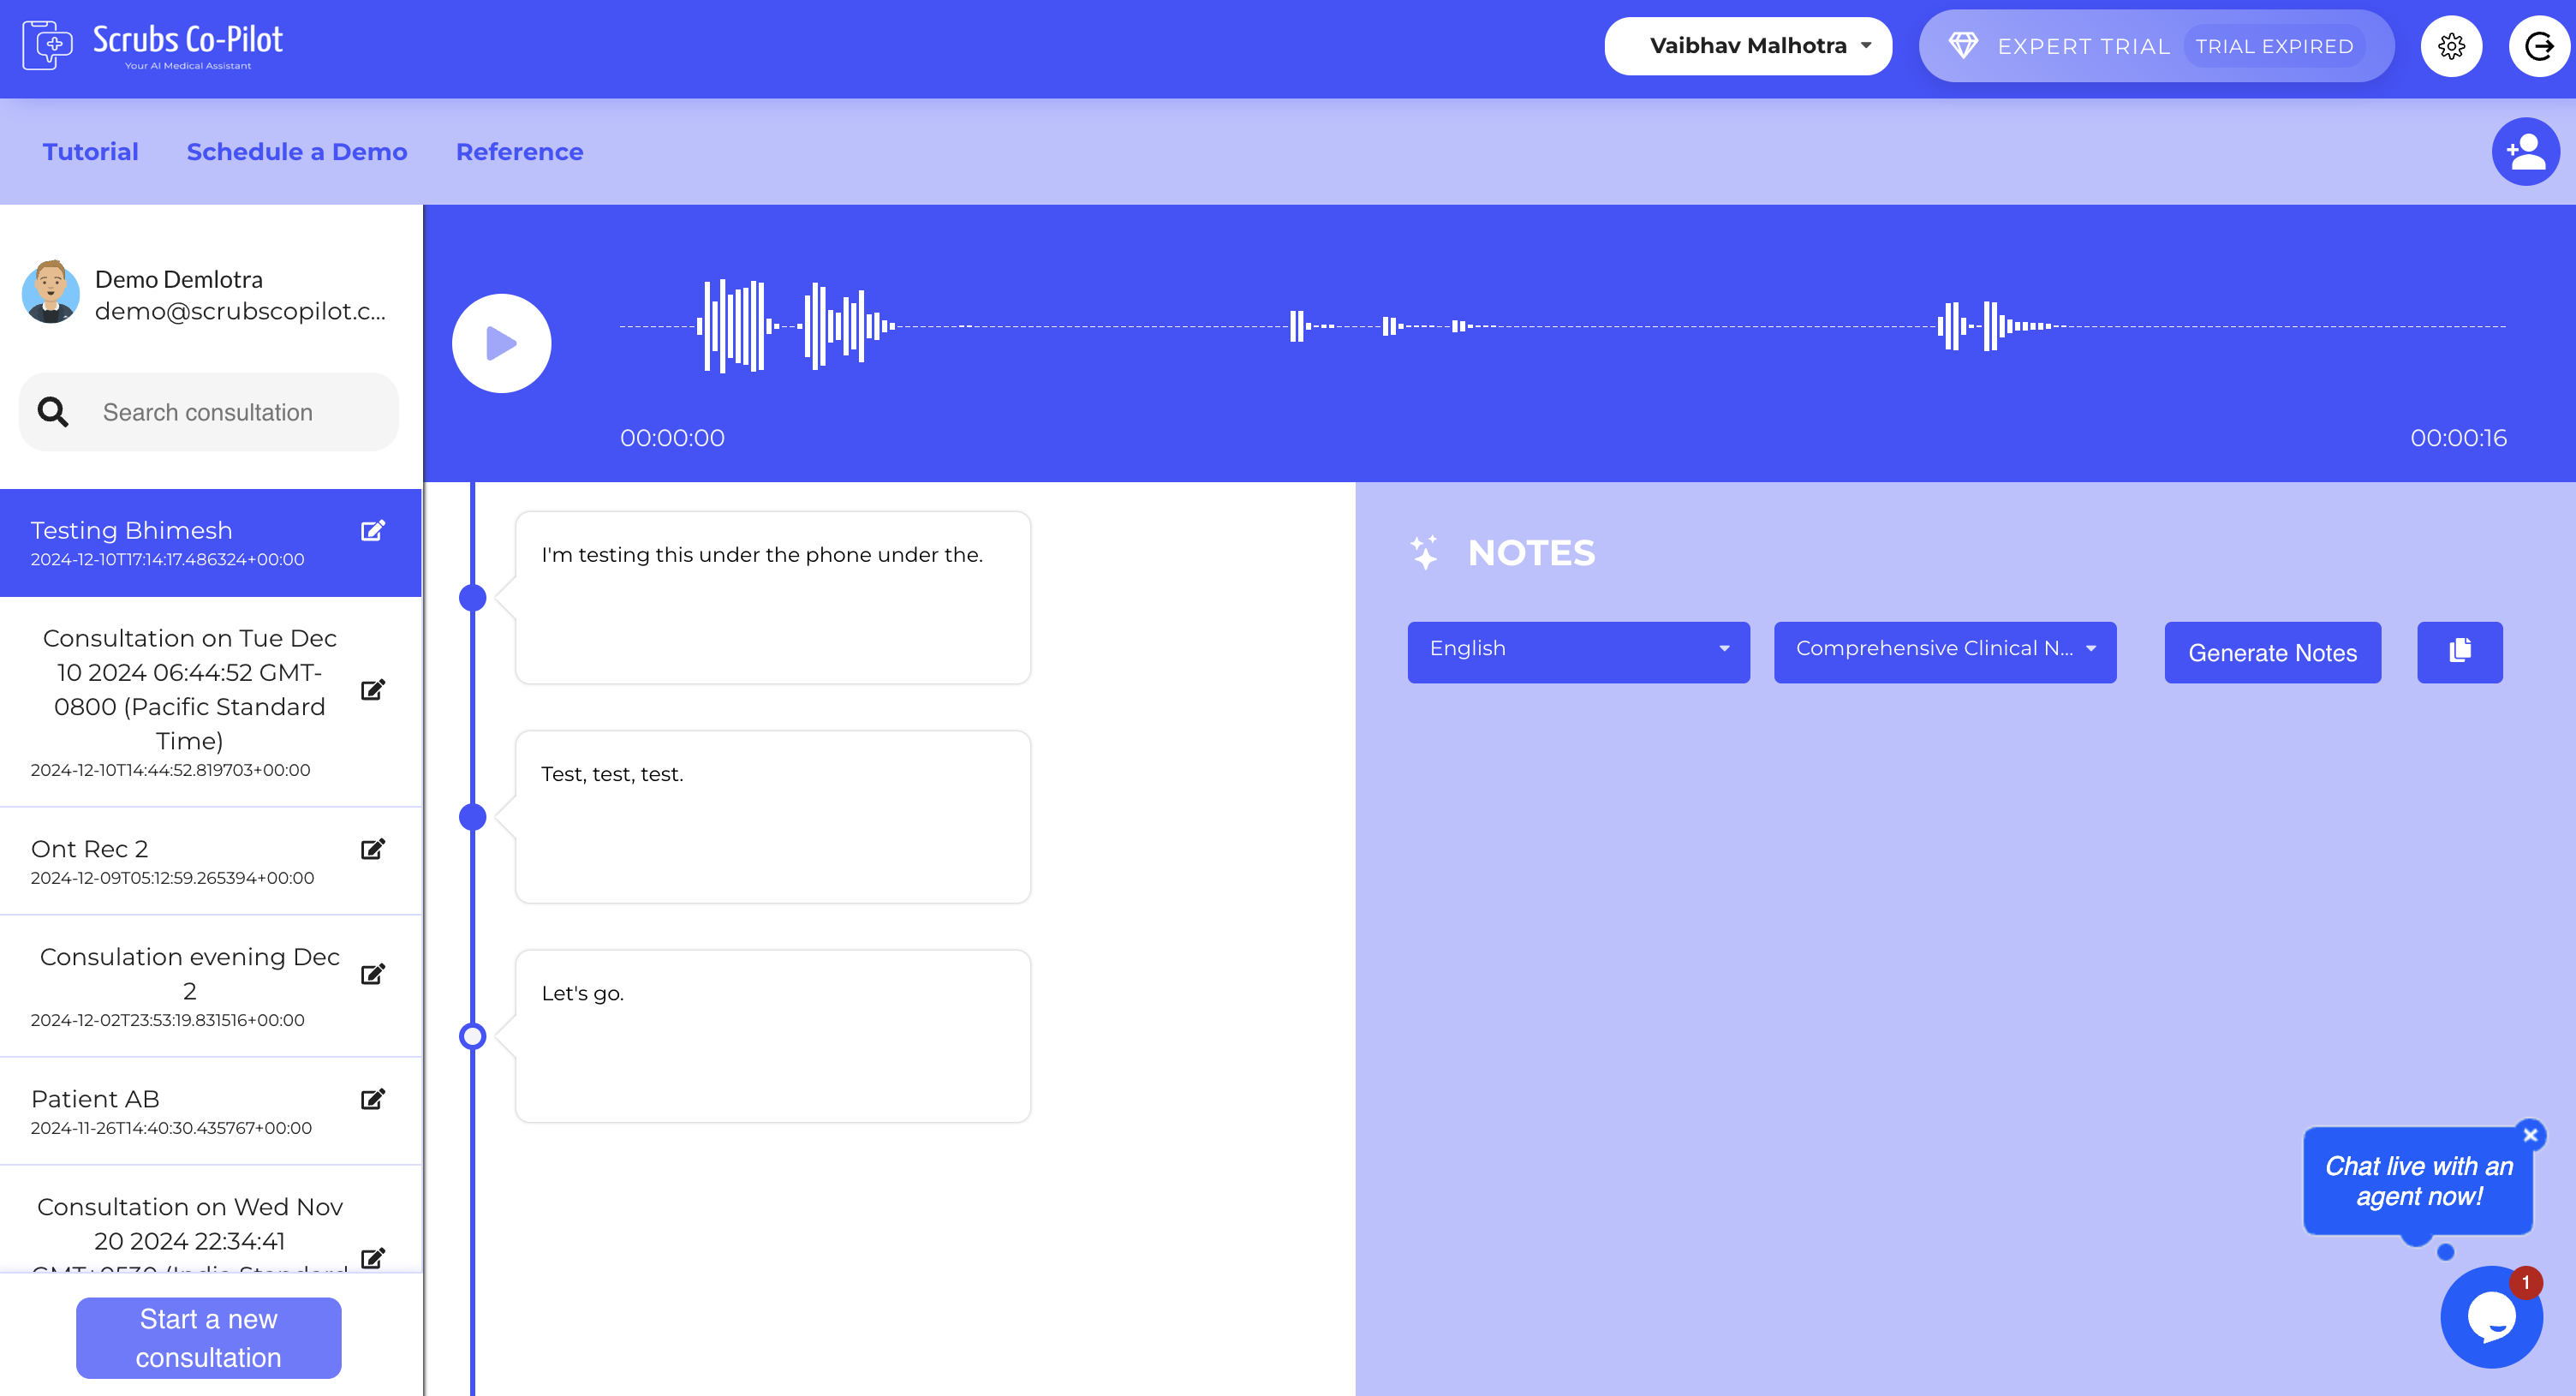 Scrubs Co-Pilot
Your AI Medical Assistant
Vaibhav Malhotra
EXPERT TRIAL
TRIAL EXPIRED
Tutorial
Schedule a Demo
Reference
Demo Demlotra
demo@scrubscopilot.c...
Search consultation
00:00:00
00:00:16
Testing Bhimesh
2024-12-10T17:14:17.486324+00:00
Consultation on Tue Dec
10 2024 06:44:52 GMT-
0800 (Pacific Standard
Time)
2024-12-10T14:44:52.819703+00:00
Ont Rec 2
2024-12-09T05:12:59.265394+00:00
Consulation evening Dec
2
2024-12-02T23:53:19.831516+00:00
Patient AB
2024-11-26T14:40:30.435767+00:00
Consultation on Wed Nov
20 2024 22:34:41
GMT+0530 (India Standard
Start a new
consultation
I'm testing this under the phone under the.
Test, test, test.
Let's go.
NOTES
English
Comprehensive Clinical N...
Generate Notes
Chat live with an
agent now!
1